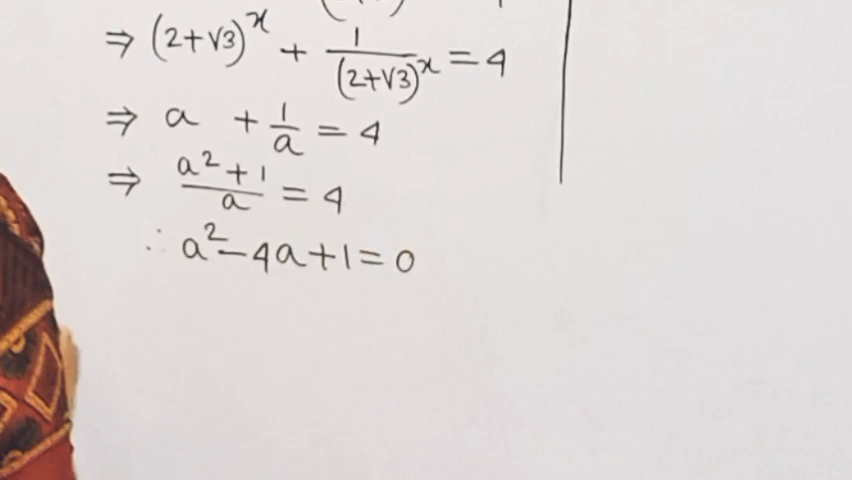 ⇒ (2+√3)^x + 1/(2+√3)^x = 4
⇒ a + 1/a = 4
⇒ (a²+1)/a = 4
∴ a²-4a+1=0